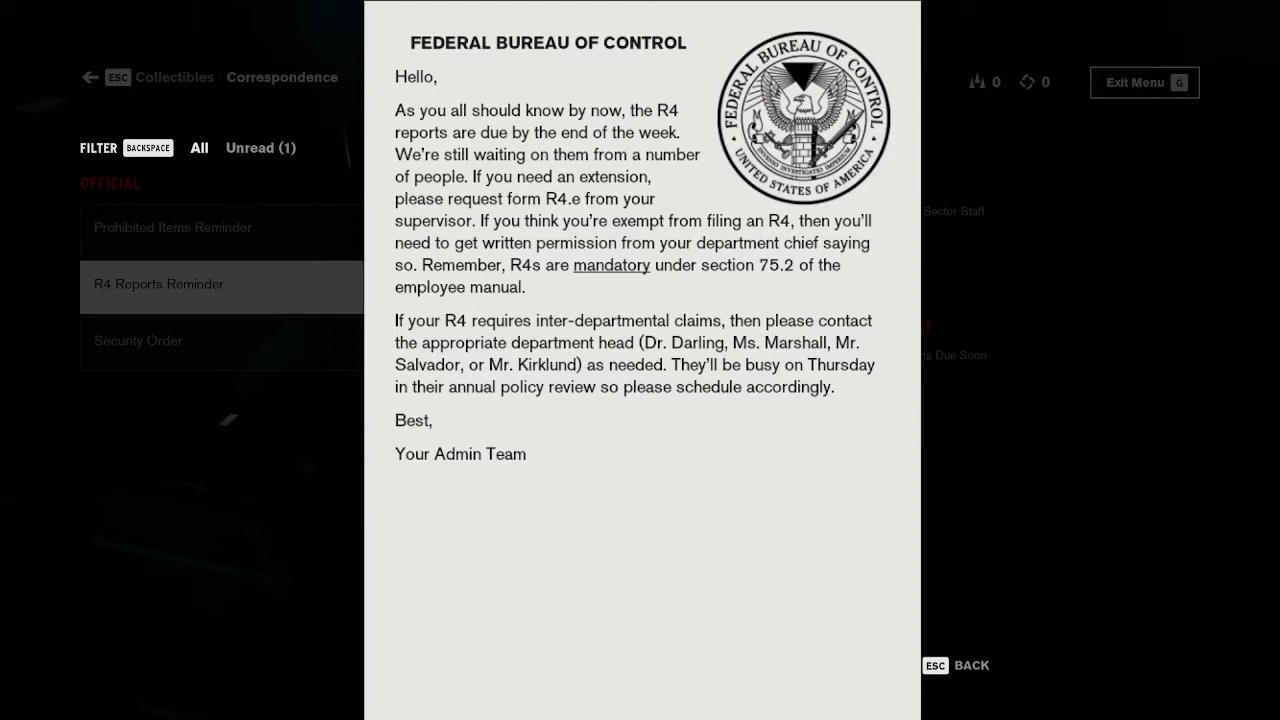 FEDERAL BUREAU OF CONTROL
Hello,
As you all should know by now, the R4
reports are due by the end of the week.
We're still waiting on them from a number
of people. If you need an extension,
please request form R4.e from your
supervisor. If you think you're exempt from filing an R4, then you'll
need to get written permission from your department chief saying
so. Remember, R4s are mandatory under section 75.2 of the
employee manual.
If your R4 requires inter-departmental claims, then please contact
the appropriate department head (Dr. Darling, Ms. Marshall, Mr.
Salvador, or Mr. Kirklund) as needed. They'll be busy on Thursday
in their annual policy review so please schedule accordingly.
Best,
Your Admin Team
FEDERAL BUREAU OF CONTROL
INVENIO INVESTIGATIO IMPERIUM
UNITED STATES OF AMERICA
ESC Collectibles / Correspondence
FILTER BACKSPACE All Unread (1)
OFFICIAL
Prohibited Items Reminder
R4 Reports Reminder
Security Order
0 0
Exit Menu G
Sector Staff
Due Soon
ESC BACK